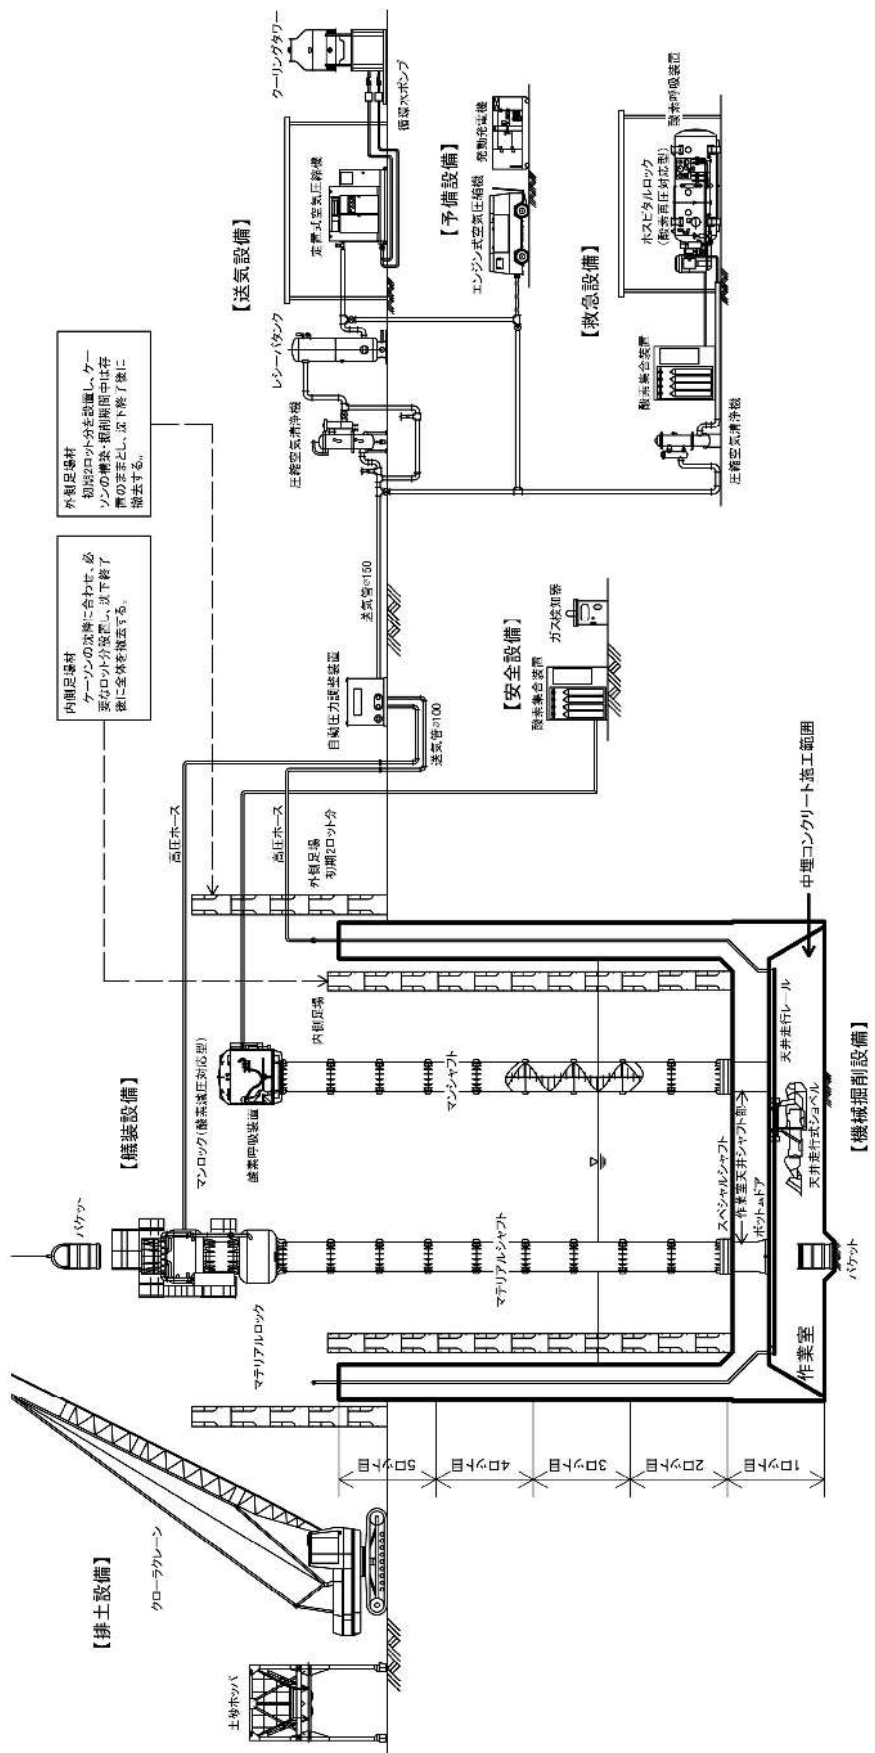 【排土設備】
クローラクレーン
土砂ホッパ
【艤装設備】
バケット
マテリアルロック
マンロック(酸素減圧対応型)
酸素呼吸装置
内側足場材
ケーソンの沈降に合わせ、必
要なロット分設置し、沈下終了
後に全体を撤去する。
外側足場材
初期2ロット分を設置し、ケー
ソンの構築・掘削期間中は存
置のままとし、沈下終了後に
撤去する。
高圧ホース
高圧ホース
外側足場
初期2ロット分
内側足場
自動圧力調整装置
送気管⌀150
送気管⌀100
【送気設備】
クーリングタワー
循環水ポンプ
定置式空気圧縮機
レシーバタンク
圧縮空気清浄機
【予備設備】
エンジン式空気圧縮機
発動発電機
【救急設備】
ホスピタルロック
(酸素再圧対応型)
酸素呼吸装置
酸素集合装置
圧縮空気清浄機
【安全設備】
酸素集合装置
ガス検知器
マテリアルシャフト
マンシャフト
スペシャルシャフト
作業室天井シャフト部
ボットムドア
天井走行レール
天井走行式ショベル
バケット
作業室
中埋コンクリート施工範囲
【機械掘削設備】
5ロット目
4ロット目
3ロット目
2ロット目
1ロット目